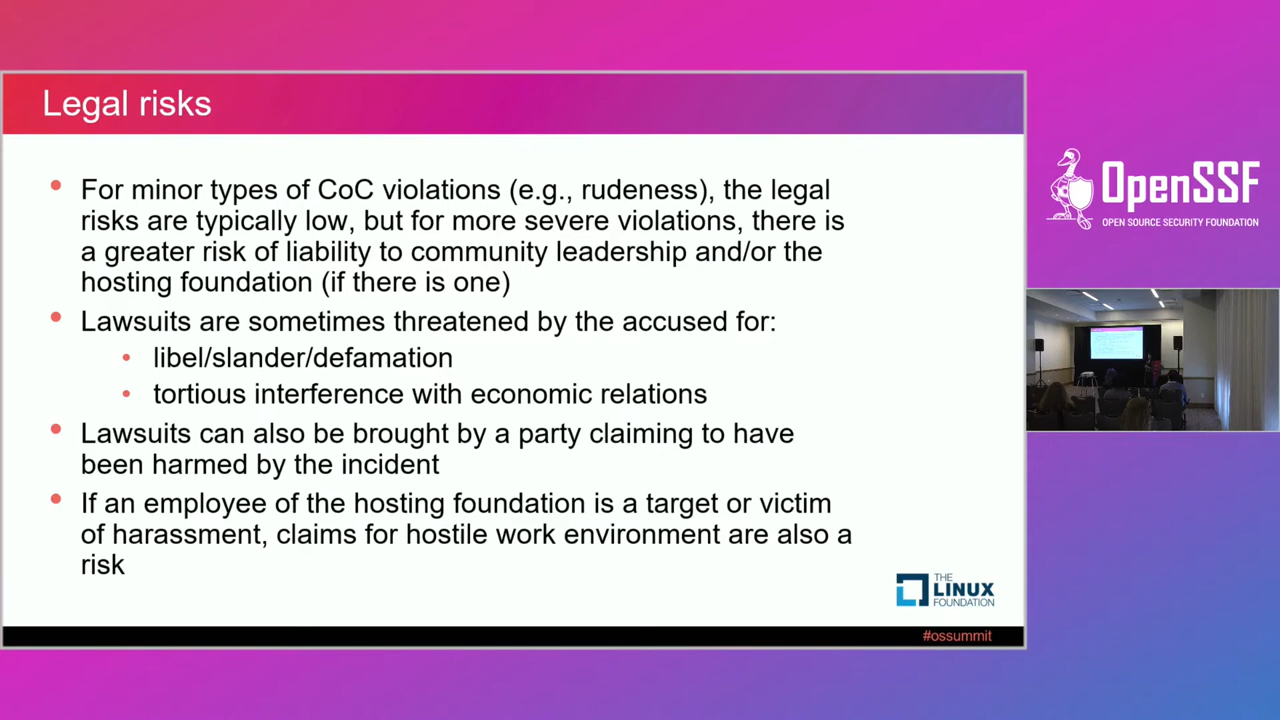 Legal risks
• For minor types of CoC violations (e.g., rudeness), the legal
risks are typically low, but for more severe violations, there is
a greater risk of liability to community leadership and/or the
hosting foundation (if there is one)
• Lawsuits are sometimes threatened by the accused for:
• libel/slander/defamation
• tortious interference with economic relations
• Lawsuits can also be brought by a party claiming to have
been harmed by the incident
• If an employee of the hosting foundation is a target or victim
of harassment, claims for hostile work environment are also a
risk
THE
LINUX
FOUNDATION
#ossummit
OpenSSF
OPEN SOURCE SECURITY FOUNDATION